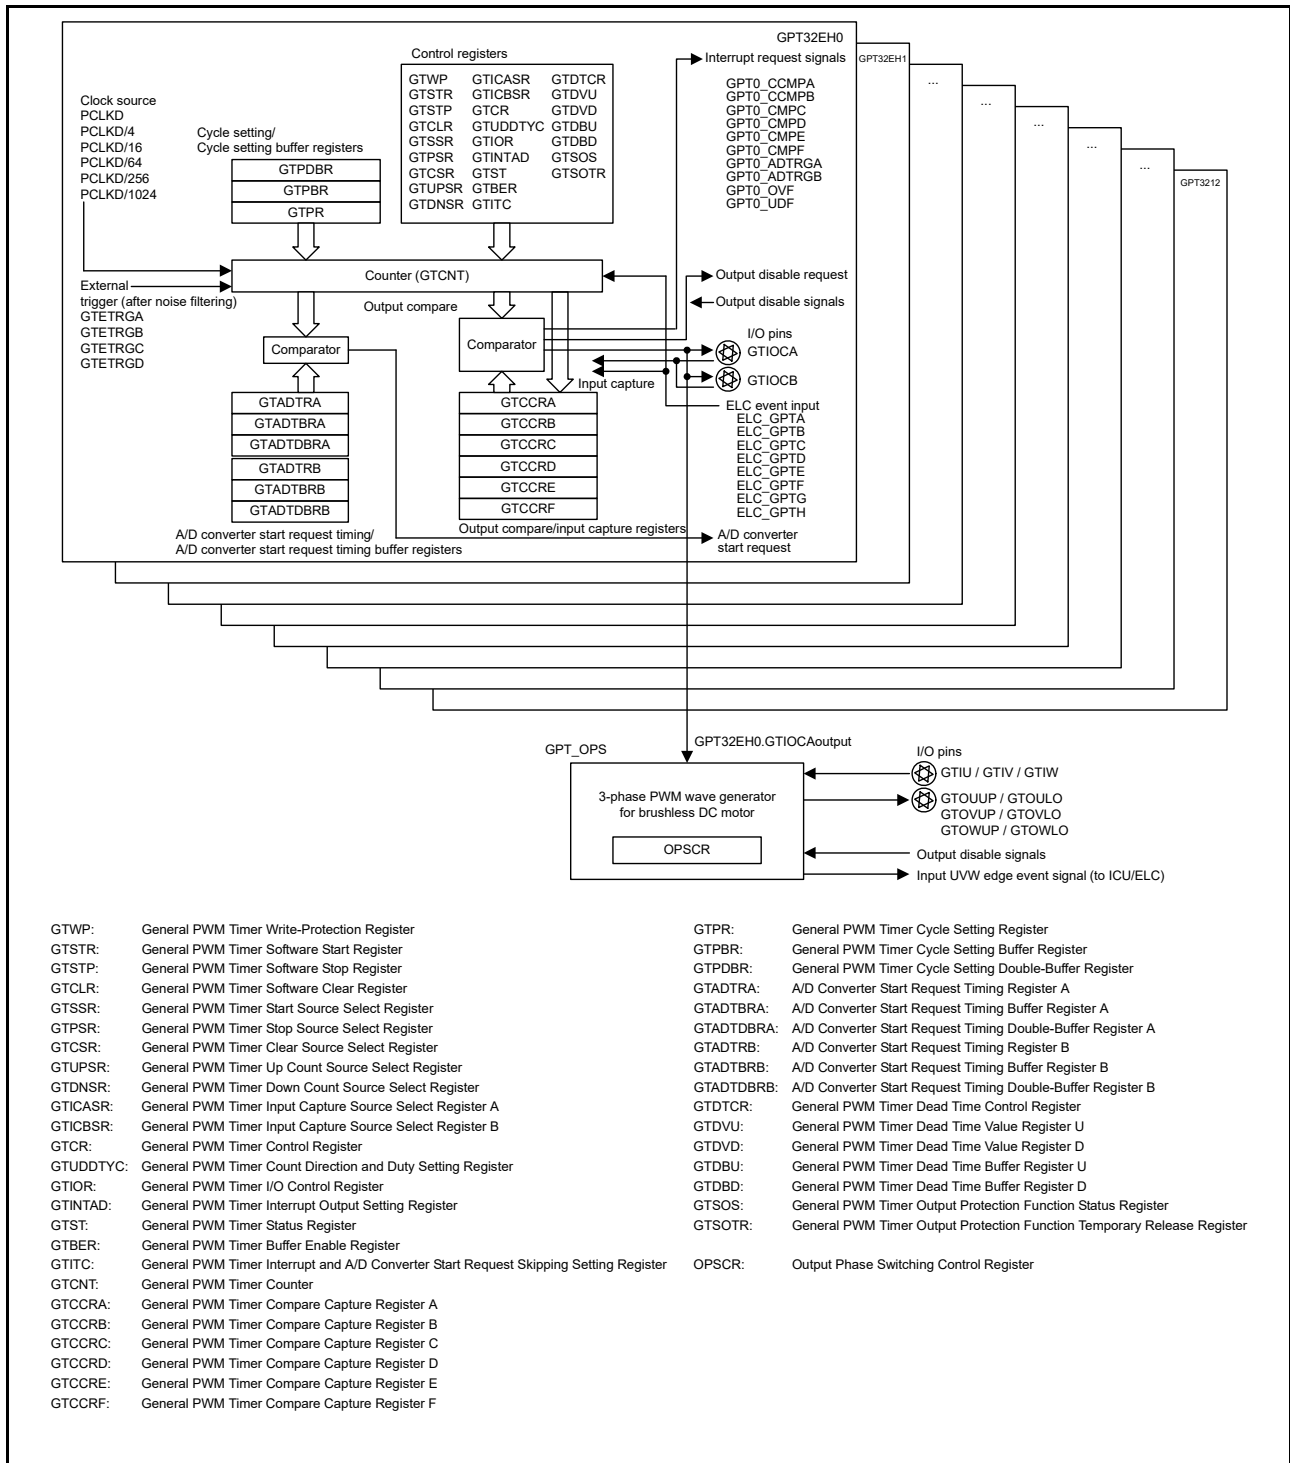 GPT32EH0
GPT32EH1
...
...
...
...
...
GPT3212
Control registers
GTWP GTICASR GTDTCR
GTSTR GTICBSR GTDVU
GTSTP GTCR GTDVD
GTCLR GTUDDTYC GTDBU
GTSSR GTIOR GTDBD
GTPSR GTINTAD GTSOS
GTCSR GTST GTSOTR
GTUPSR GTBER
GTDNSR GTITC
Interrupt request signals
GPT0_CCMPA
GPT0_CCMPB
GPT0_CMPC
GPT0_CMPD
GPT0_CMPE
GPT0_CMPF
GPT0_ADTRGA
GPT0_ADTRGB
GPT0_OVF
GPT0_UDF
Clock source
PCLKD
PCLKD/4
PCLKD/16
PCLKD/64
PCLKD/256
PCLKD/1024
Cycle setting/
Cycle setting buffer registers
GTPDBR
GTPBR
GTPR
Counter (GTCNT)
External
trigger (after noise filtering)
GTETRGA
GTETRGB
GTETRGC
GTETRGD
Output compare
Output disable request
Output disable signals
Comparator
Comparator
I/O pins
GTIOCA
GTIOCB
Input capture
ELC event input
ELC_GPTA
ELC_GPTB
ELC_GPTC
ELC_GPTD
ELC_GPTE
ELC_GPTF
ELC_GPTG
ELC_GPTH
GTADTRA
GTADTBRA
GTADTDBRA
GTADTRB
GTADTBRB
GTADTDBRB
GTCCRA
GTCCRB
GTCCRC
GTCCRD
GTCCRE
GTCCRF
A/D converter start request timing/
A/D converter start request timing buffer registers
Output compare/input capture registers
A/D converter
start request
GPT_OPS
GPT32EH0.GTIOCAoutput
3-phase PWM wave generator
for brushless DC motor
OPSCR
I/O pins
GTIU / GTIV / GTIW
GTOUUP / GTOULO
GTOVUP / GTOVLO
GTOWUP / GTOWLO
Output disable signals
Input UVW edge event signal (to ICU/ELC)
GTWP: General PWM Timer Write-Protection Register
GTSTR: General PWM Timer Software Start Register
GTSTP: General PWM Timer Software Stop Register
GTCLR: General PWM Timer Software Clear Register
GTSSR: General PWM Timer Start Source Select Register
GTPSR: General PWM Timer Stop Source Select Register
GTCSR: General PWM Timer Clear Source Select Register
GTUPSR: General PWM Timer Up Count Source Select Register
GTDNSR: General PWM Timer Down Count Source Select Register
GTICASR: General PWM Timer Input Capture Source Select Register A
GTICBSR: General PWM Timer Input Capture Source Select Register B
GTCR: General PWM Timer Control Register
GTUDDTYC: General PWM Timer Count Direction and Duty Setting Register
GTIOR: General PWM Timer I/O Control Register
GTINTAD: General PWM Timer Interrupt Output Setting Register
GTST: General PWM Timer Status Register
GTBER: General PWM Timer Buffer Enable Register
GTITC: General PWM Timer Interrupt and A/D Converter Start Request Skipping Setting Register
GTCNT: General PWM Timer Counter
GTCCRA: General PWM Timer Compare Capture Register A
GTCCRB: General PWM Timer Compare Capture Register B
GTCCRC: General PWM Timer Compare Capture Register C
GTCCRD: General PWM Timer Compare Capture Register D
GTCCRE: General PWM Timer Compare Capture Register E
GTCCRF: General PWM Timer Compare Capture Register F
GTPR: General PWM Timer Cycle Setting Register
GTPBR: General PWM Timer Cycle Setting Buffer Register
GTPDBR: General PWM Timer Cycle Setting Double-Buffer Register
GTADTRA: A/D Converter Start Request Timing Register A
GTADTBRA: A/D Converter Start Request Timing Buffer Register A
GTADTDBRA: A/D Converter Start Request Timing Double-Buffer Register A
GTADTRB: A/D Converter Start Request Timing Register B
GTADTBRB: A/D Converter Start Request Timing Buffer Register B
GTADTDBRB: A/D Converter Start Request Timing Double-Buffer Register B
GTDTCR: General PWM Timer Dead Time Control Register
GTDVU: General PWM Timer Dead Time Value Register U
GTDVD: General PWM Timer Dead Time Value Register D
GTDBU: General PWM Timer Dead Time Buffer Register U
GTDBD: General PWM Timer Dead Time Buffer Register D
GTSOS: General PWM Timer Output Protection Function Status Register
GTSOTR: General PWM Timer Output Protection Function Temporary Release Register
OPSCR: Output Phase Switching Control Register